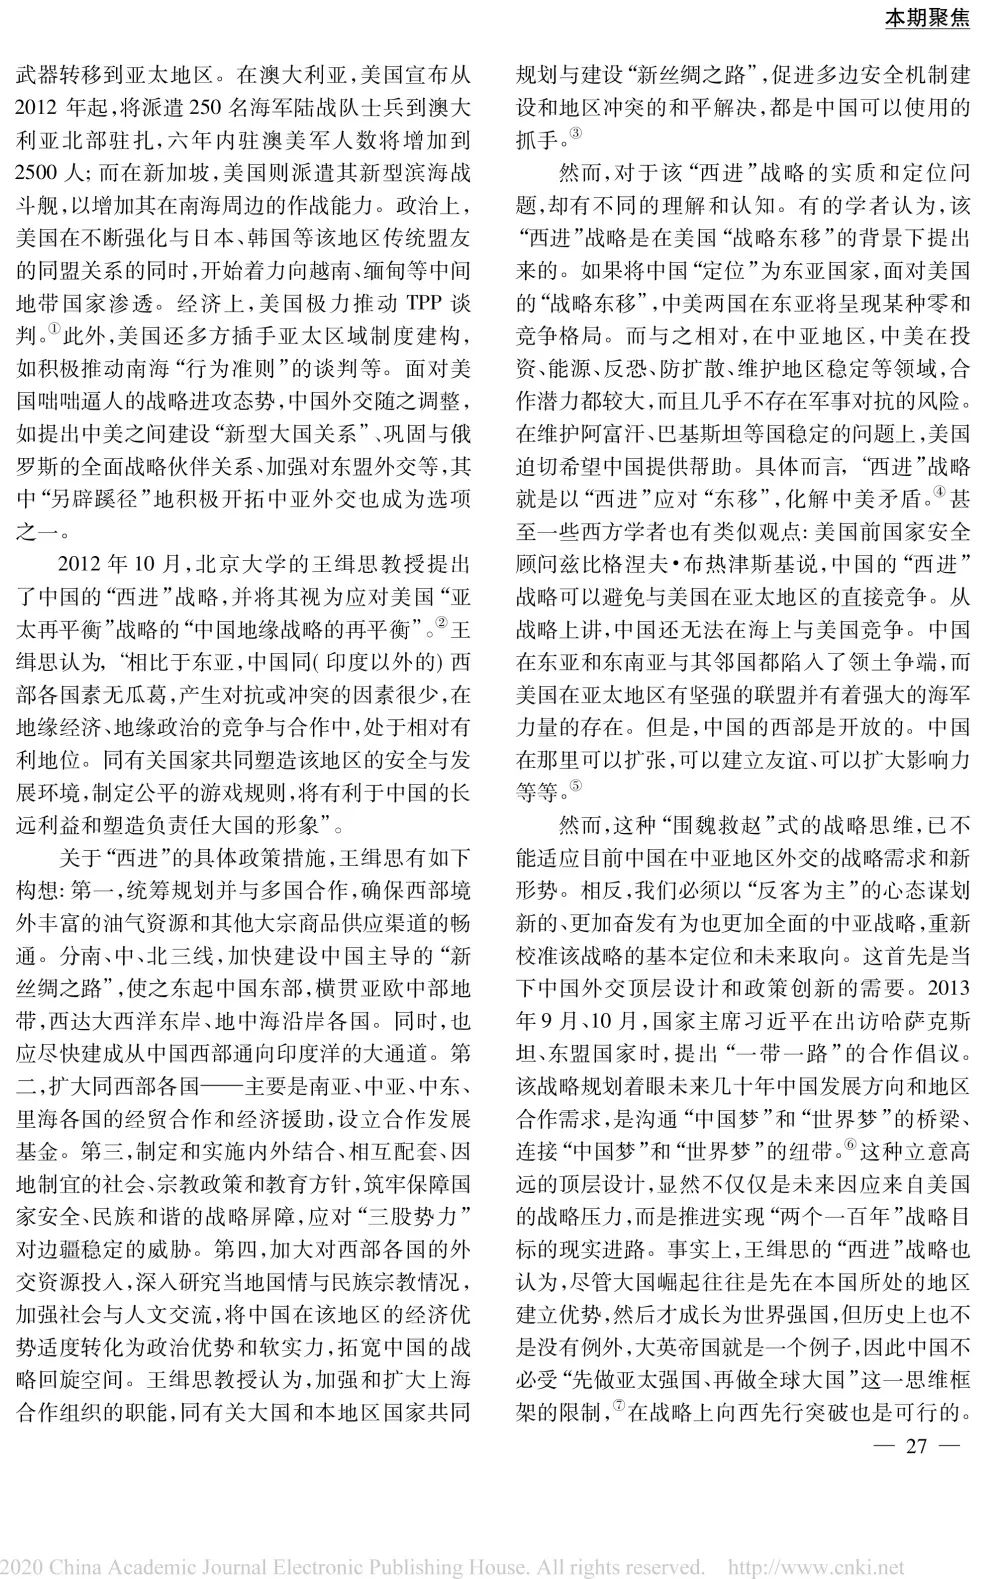 本期聚焦
武器转移到亚太地区。在澳大利亚,美国宣布从
2012 年起,将派遣 250 名海军陆战队士兵到澳大
利亚北部驻扎,六年内驻澳美军人数将增加到
2500 人; 而在新加坡,美国则派遣其新型滨海战
斗舰,以增加其在南海周边的作战能力。政治上,
美国在不断强化与日本、韩国等该地区传统盟友
的同盟关系的同时,开始着力向越南、缅甸等中间
地带国家渗透。经济上,美国极力推动 TPP 谈
判。①此外,美国还多方插手亚太区域制度建构,
如积极推动南海“行为准则”的谈判等。面对美
国咄咄逼人的战略进攻态势,中国外交随之调整,
如提出中美之间建设“新型大国关系”、巩固与俄
罗斯的全面战略伙伴关系、加强对东盟外交等,其
中“另辟蹊径”地积极开拓中亚外交也成为选项
之一。
2012 年 10 月,北京大学的王缉思教授提出
了中国的“西进”战略,并将其视为应对美国“亚
太再平衡”战略的“中国地缘战略的再平衡”。②王
缉思认为,“相比于东亚,中国同( 印度以外的) 西
部各国素无瓜葛,产生对抗或冲突的因素很少,在
地缘经济、地缘政治的竞争与合作中,处于相对有
利地位。同有关国家共同塑造该地区的安全与发
展环境,制定公平的游戏规则,将有利于中国的长
远利益和塑造负责任大国的形象”。
关于“西进”的具体政策措施,王缉思有如下
构想: 第一,统筹规划并与多国合作,确保西部境
外丰富的油气资源和其他大宗商品供应渠道的畅
通。分南、中、北三线,加快建设中国主导的“新
丝绸之路”,使之东起中国东部,横贯亚欧中部地
带,西达大西洋东岸、地中海沿岸各国。同时,也
应尽快建成从中国西部通向印度洋的大通道。第
二,扩大同西部各国——主要是南亚、中亚、中东、
里海各国的经贸合作和经济援助,设立合作发展
基金。第三,制定和实施内外结合、相互配套、因
地制宜的社会、宗教政策和教育方针,筑牢保障国
家安全、民族和谐的战略屏障,应对“三股势力”
对边疆稳定的威胁。第四,加大对西部各国的外
交资源投入,深入研究当地国情与民族宗教情况,
加强社会与人文交流,将中国在该地区的经济优
势适度转化为政治优势和软实力,拓宽中国的战
略回旋空间。王缉思教授认为,加强和扩大上海
合作组织的职能,同有关大国和本地区国家共同
规划与建设“新丝绸之路”,促进多边安全机制建
设和地区冲突的和平解决,都是中国可以使用的
抓手。③
然而,对于该“西进”战略的实质和定位问
题,却有不同的理解和认知。有的学者认为,该
“西进”战略是在美国“战略东移”的背景下提出
来的。如果将中国“定位”为东亚国家,面对美国
的“战略东移”,中美两国在东亚将呈现某种零和
竞争格局。而与之相对,在中亚地区,中美在投
资、能源、反恐、防扩散、维护地区稳定等领域,合
作潜力都较大,而且几乎不存在军事对抗的风险。
在维护阿富汗、巴基斯坦等国稳定的问题上,美国
迫切希望中国提供帮助。具体而言,“西进”战略
就是以“西进”应对“东移”,化解中美矛盾。④甚
至一些西方学者也有类似观点: 美国前国家安全
顾问兹比格涅夫•布热津斯基说,中国的“西进”
战略可以避免与美国在亚太地区的直接竞争。从
战略上讲,中国还无法在海上与美国竞争。中国
在东亚和东南亚与其邻国都陷入了领土争端,而
美国在亚太地区有坚强的联盟并有着强大的海军
力量的存在。但是,中国的西部是开放的。中国
在那里可以扩张,可以建立友谊、可以扩大影响力
等等。⑤
然而,这种“围魏救赵”式的战略思维,已不
能适应目前中国在中亚地区外交的战略需求和新
形势。相反,我们必须以“反客为主”的心态谋划
新的、更加奋发有为也更加全面的中亚战略,重新
校准该战略的基本定位和未来取向。这首先是当
下中国外交顶层设计和政策创新的需要。2013
年 9 月、10 月,国家主席习近平在出访哈萨克斯
坦、东盟国家时,提出“一带一路”的合作倡议。
该战略规划着眼未来几十年中国发展方向和地区
合作需求,是沟通“中国梦”和“世界梦”的桥梁、
连接“中国梦”和“世界梦”的纽带。⑥这种立意高
远的顶层设计,显然不仅仅是未来因应来自美国
的战略压力,而是推进实现“两个一百年”战略目
标的现实进路。事实上,王缉思的“西进”战略也
认为,尽管大国崛起往往是先在本国所处的地区
建立优势,然后才成长为世界强国,但历史上也不
是没有例外,大英帝国就是一个例子,因此中国不
必受“先做亚太强国、再做全球大国”这一思维框
架的限制,⑦在战略上向西先行突破也是可行的。
— 27 —
2020 China Academic Journal Electronic Publishing House. All rights reserved. http://www.cnki.net